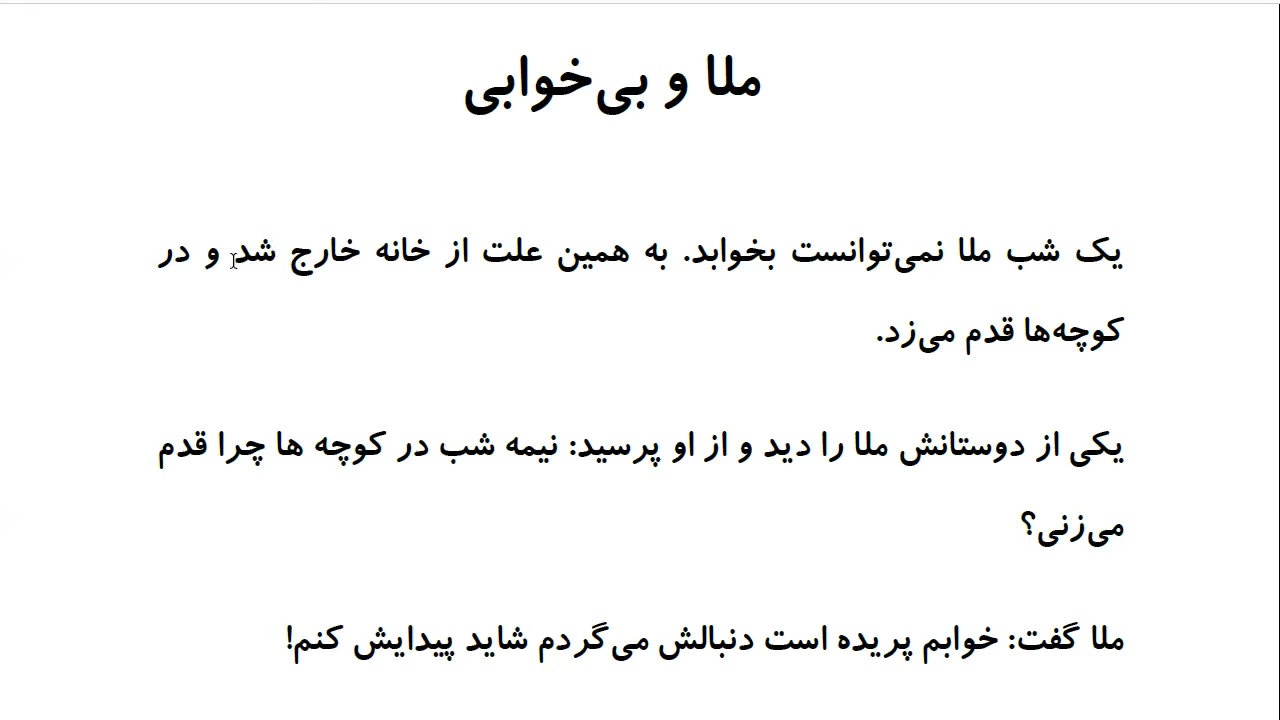 ملا و بی‌خوابی
یک شب ملا نمی‌توانست بخوابد. به همین علت از خانه خارج شد و در
کوچه‌ها قدم می‌زد.
یکی از دوستانش ملا را دید و از او پرسید: نیمه شب در کوچه ها چرا قدم
می‌زنی؟
ملا گفت: خوابم پریده است دنبالش می‌گردم شاید پیدایش کنم!